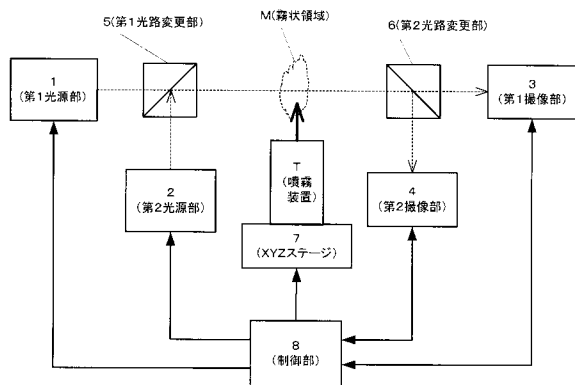 5(第1光路変更部)
M(霧状領域)
6(第2光路変更部)
1
(第1光源部)
3
(第1撮像部)
T
(噴霧
装置)
2
(第2光源部)
4
(第2撮像部)
7
(XYZステージ)
8
(制御部)